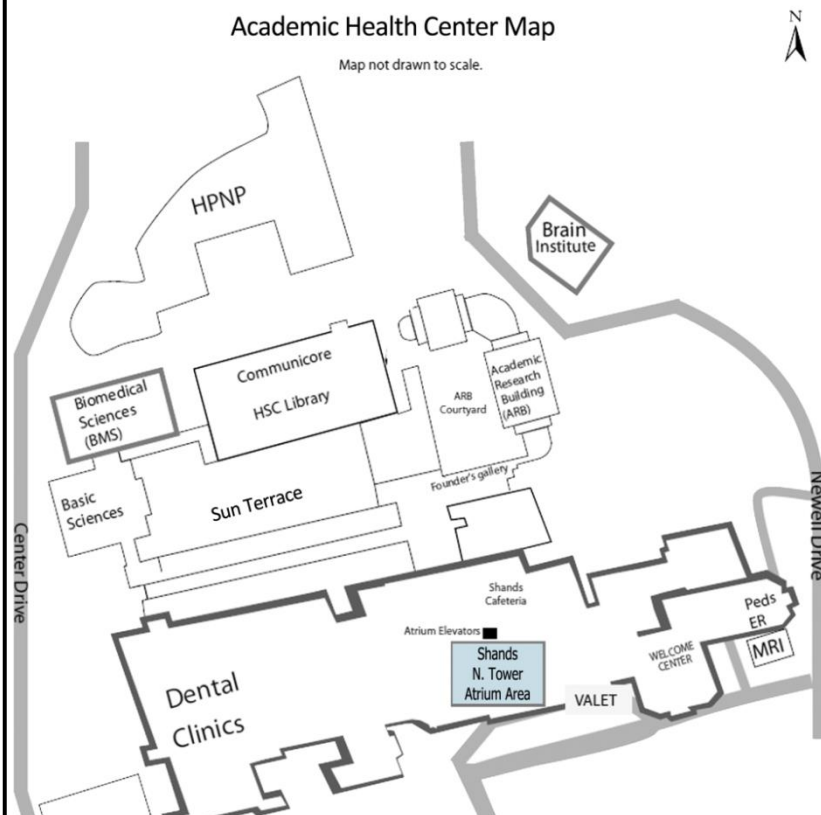 Academic Health Center Map
N
Map not drawn to scale.
HPNP
Brain
Institute
Communicore
HSC Library
Academic
Research
Building
(ARB)
ARB
Courtyard
Biomedical
Sciences
(BMS)
Founder's gallery
Basic
Sciences
Sun Terrace
Center Drive
Newell Drive
Shands
Cafeteria
Peds
ER
Atrium Elevators
Shands
N. Tower
Atrium Area
WELCOME
CENTER
MRI
Dental
Clinics
VALET